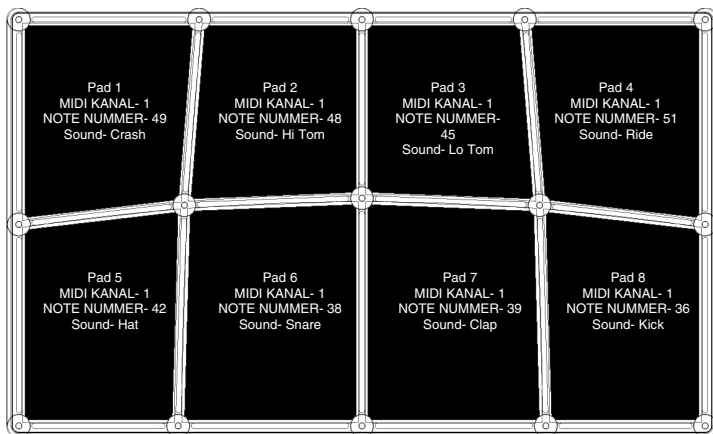 Pad 1
MIDI KANAL- 1
NOTE NUMMER- 49
Sound- Crash
Pad 2
MIDI KANAL- 1
NOTE NUMMER- 48
Sound- Hi Tom
Pad 3
MIDI KANAL- 1
NOTE NUMMER-
45
Sound- Lo Tom
Pad 4
MIDI KANAL- 1
NOTE NUMMER- 51
Sound- Ride
Pad 5
MIDI KANAL- 1
NOTE NUMMER- 42
Sound- Hat
Pad 6
MIDI KANAL- 1
NOTE NUMMER- 38
Sound- Snare
Pad 7
MIDI KANAL- 1
NOTE NUMMER- 39
Sound- Clap
Pad 8
MIDI KANAL- 1
NOTE NUMMER- 36
Sound- Kick